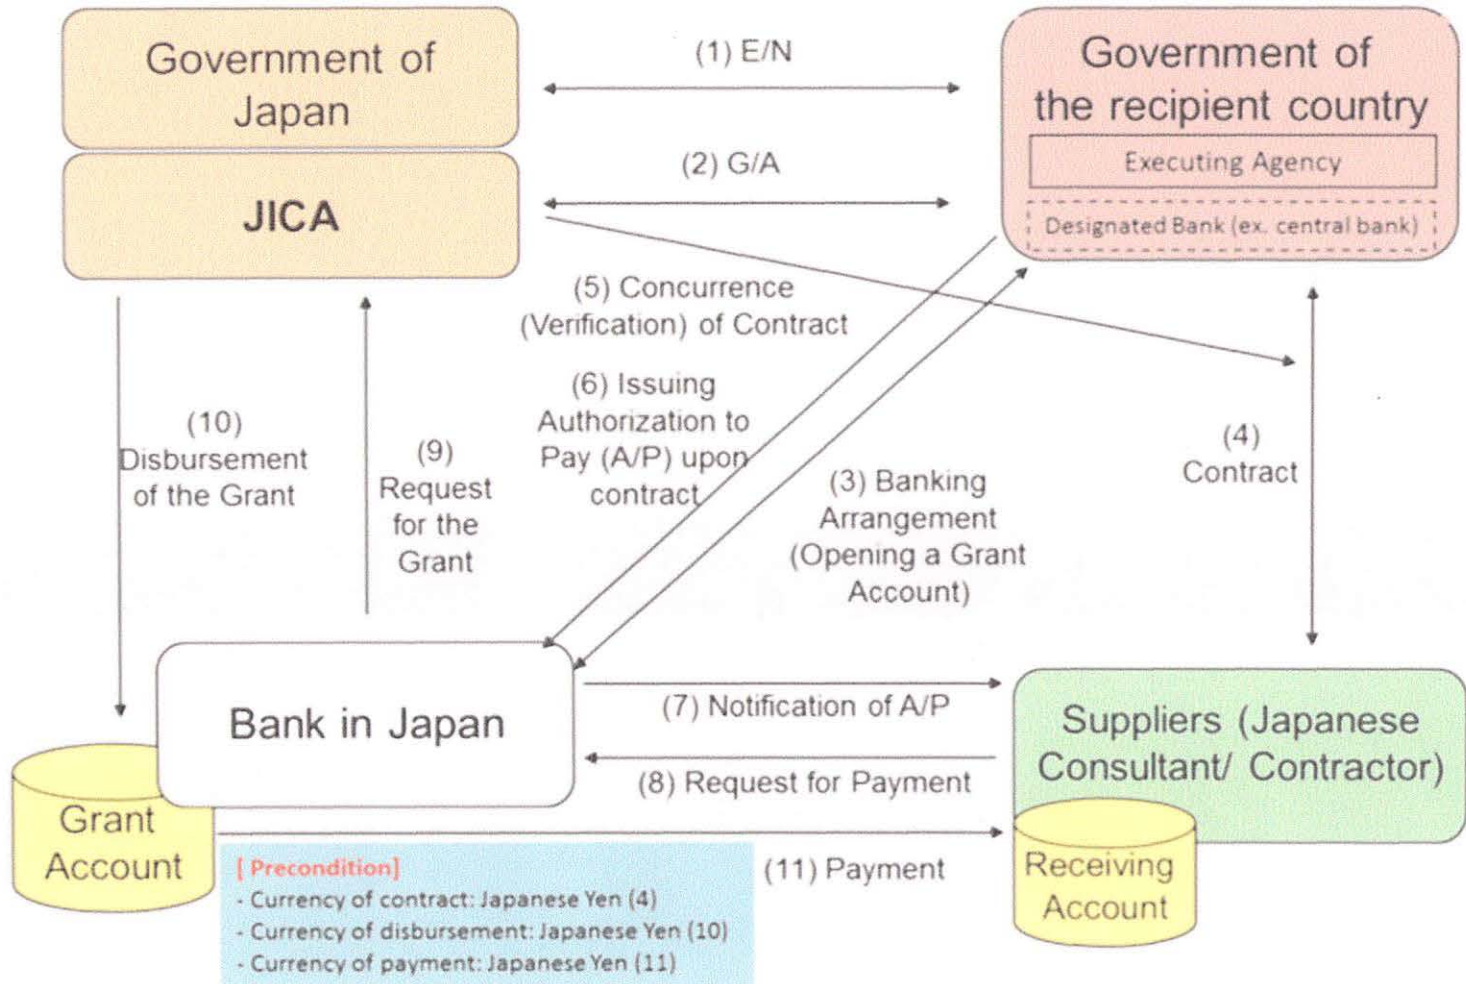 Government of
Japan
JICA
(1) E/N
(2) G/A
Government of
the recipient country
Executing Agency
Designated Bank (ex. central bank)
(5) Concurrence
(Verification) of Contract
(6) Issuing
Authorization to
Pay (A/P) upon
contract
(3) Banking
Arrangement
(Opening a Grant
Account)
(4)
Contract
(10)
Disbursement
of the Grant
(9)
Request
for the
Grant
Bank in Japan
(7) Notification of A/P
(8) Request for Payment
Suppliers (Japanese
Consultant/ Contractor)
Grant
Account
(11) Payment
Receiving
Account
[ Precondition]
- Currency of contract: Japanese Yen (4)
- Currency of disbursement: Japanese Yen (10)
- Currency of payment: Japanese Yen (11)